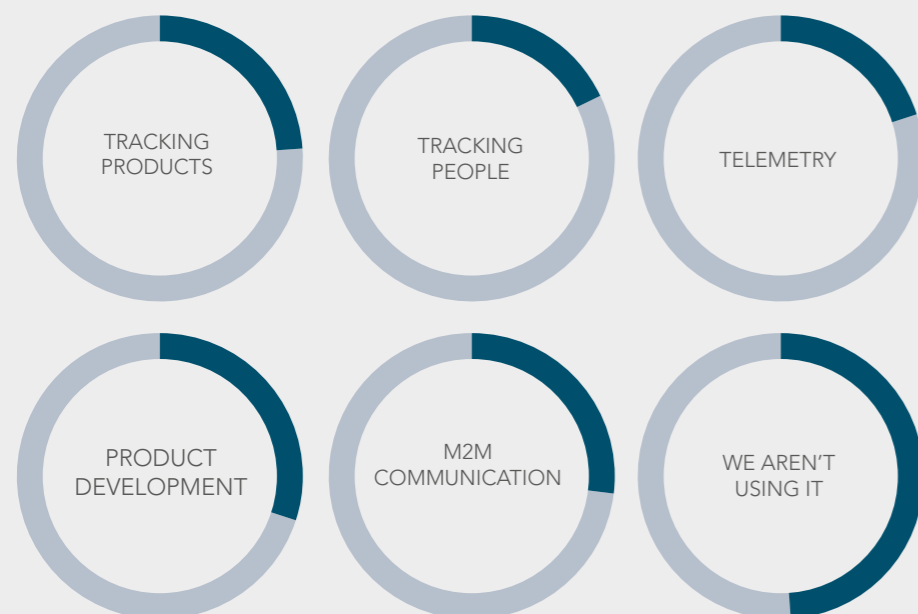 TRACKING
PRODUCTS
TRACKING
PEOPLE
TELEMETRY
PRODUCT
DEVELOPMENT
M2M
COMMUNICATION
WE AREN'T
USING IT